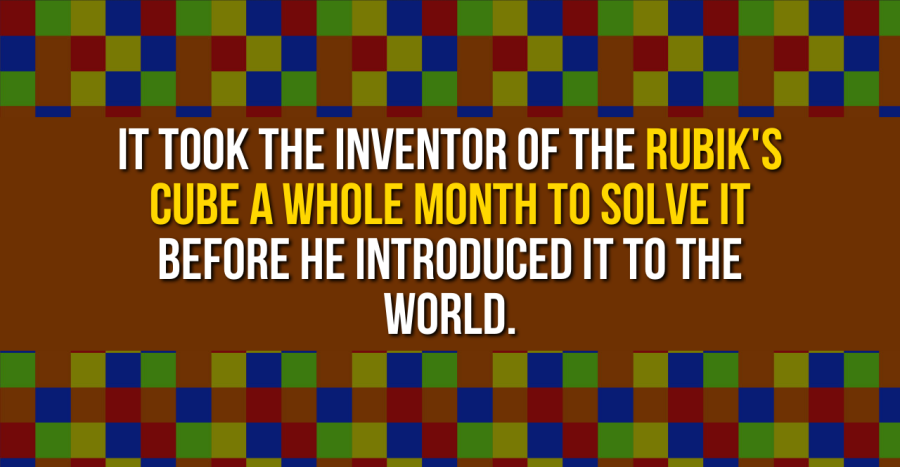 IT TOOK THE INVENTOR OF THE RUBIK'S
CUBE A WHOLE MONTH TO SOLVE IT
BEFORE HE INTRODUCED IT TO THE
WORLD.